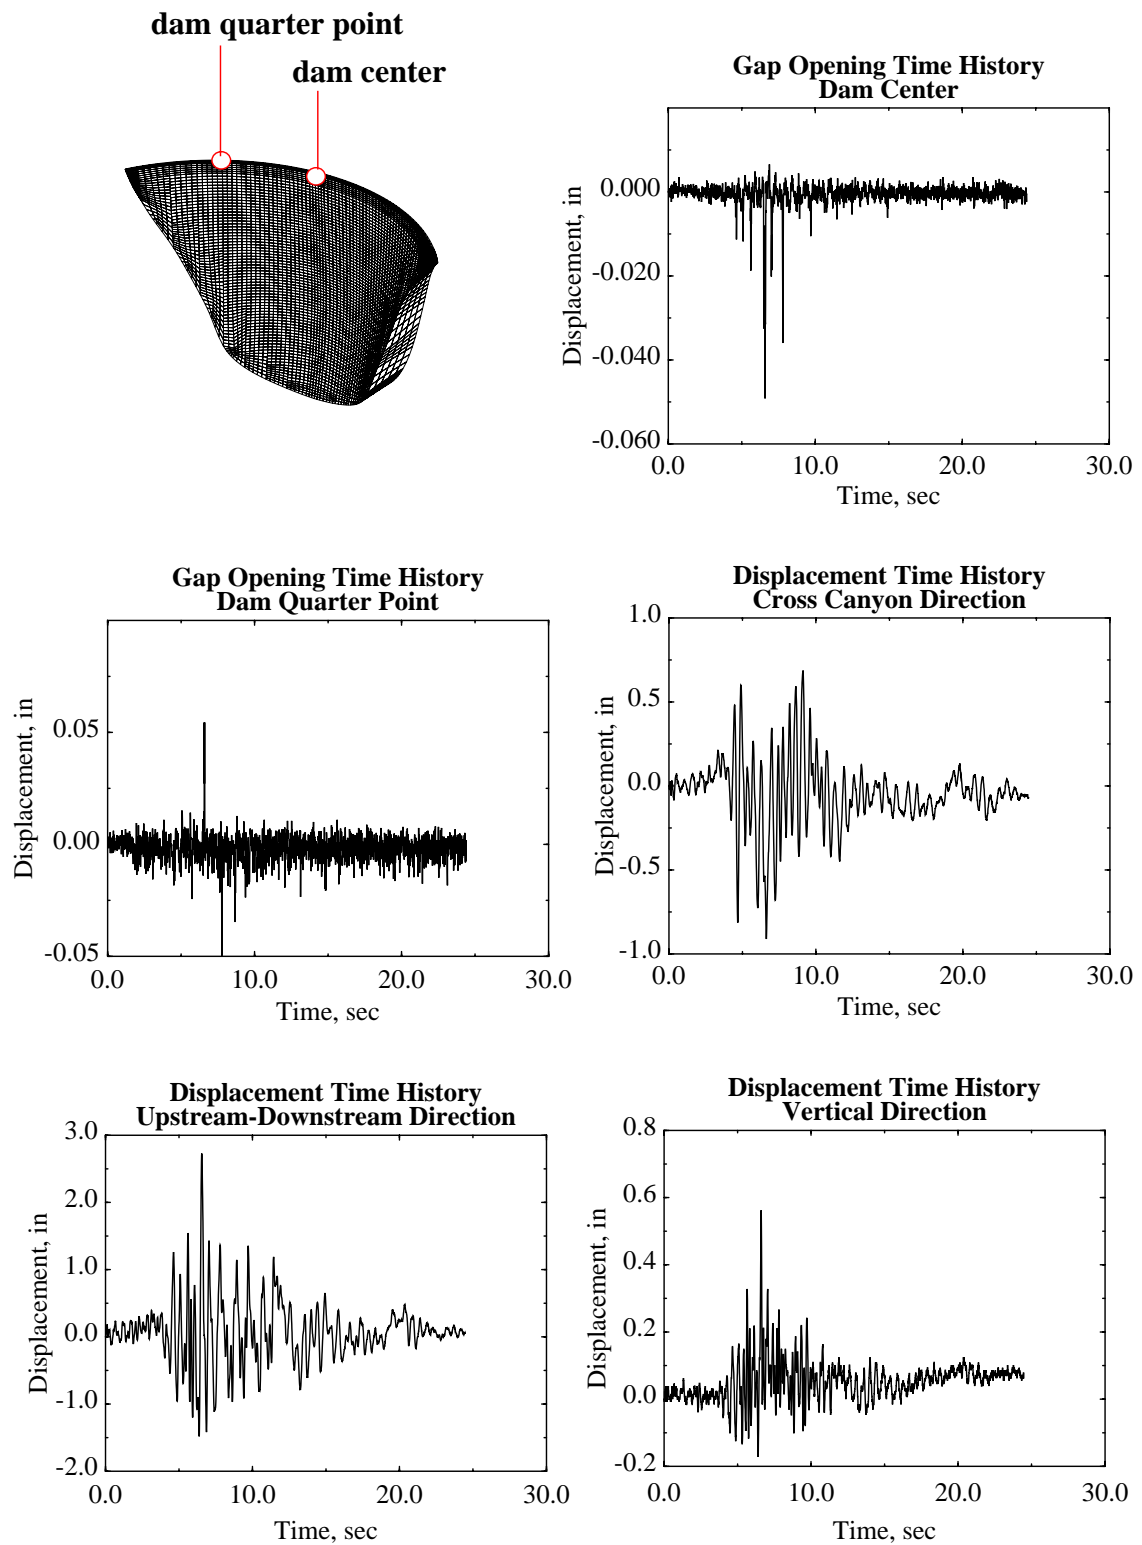 dam quarter point
dam center
Gap Opening Time History
Dam Center
0.000
-0.020
-0.040
-0.060
Displacement, in
0.0 10.0 20.0 30.0
Time, sec
Gap Opening Time History
Dam Quarter Point
0.05
0.00
-0.05
Displacement, in
0.0 10.0 20.0 30.0
Time, sec
Displacement Time History
Cross Canyon Direction
1.0
0.5
0.0
-0.5
-1.0
Displacement, in
0.0 10.0 20.0 30.0
Time, sec
Displacement Time History
Upstream-Downstream Direction
3.0
2.0
1.0
0.0
-1.0
-2.0
Displacement, in
0.0 10.0 20.0 30.0
Time, sec
Displacement Time History
Vertical Direction
0.8
0.6
0.4
0.2
0.0
-0.2
Displacement, in
0.0 10.0 20.0 30.0
Time, sec